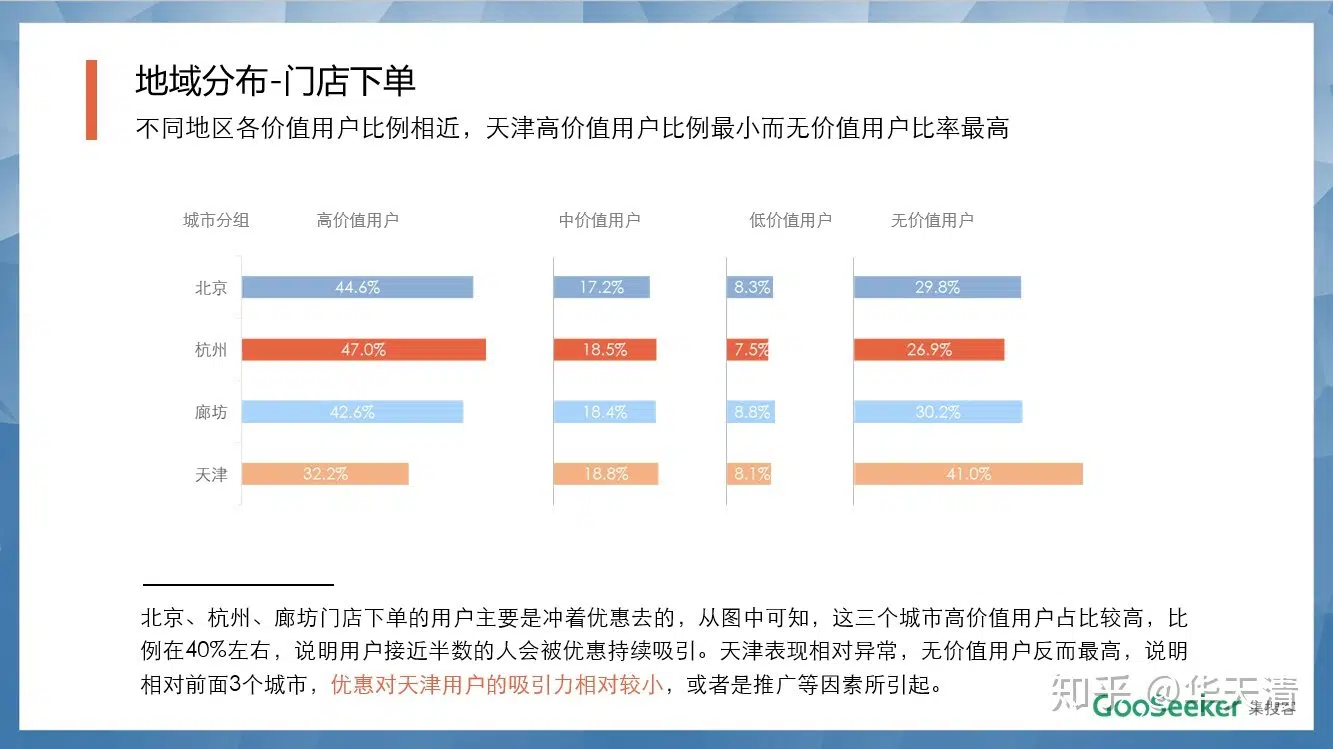 地域分布-门店下单
不同地区各价值用户比例相近，天津高价值用户比例最小而无价值用户比率最高
城市分组 高价值用户 中价值用户 低价值用户 无价值用户
北京 44.6% 17.2% 8.3% 29.8%
杭州 47.0% 18.5% 7.5% 26.9%
廊坊 42.6% 18.4% 8.8% 30.2%
天津 32.2% 18.8% 8.1% 41.0%
北京、杭州、廊坊门店下单的用户主要是冲着优惠去的，从图中可知，这三个城市高价值用户占比较高，比
例在40%左右，说明用户接近半数的人会被优惠持续吸引。天津表现相对异常，无价值用户反而最高，说明
相对前面3个城市，优惠对天津用户的吸引力相对较小，或者是推广等因素所引起。
知乎 @华天清
GooSeeker 集搜客